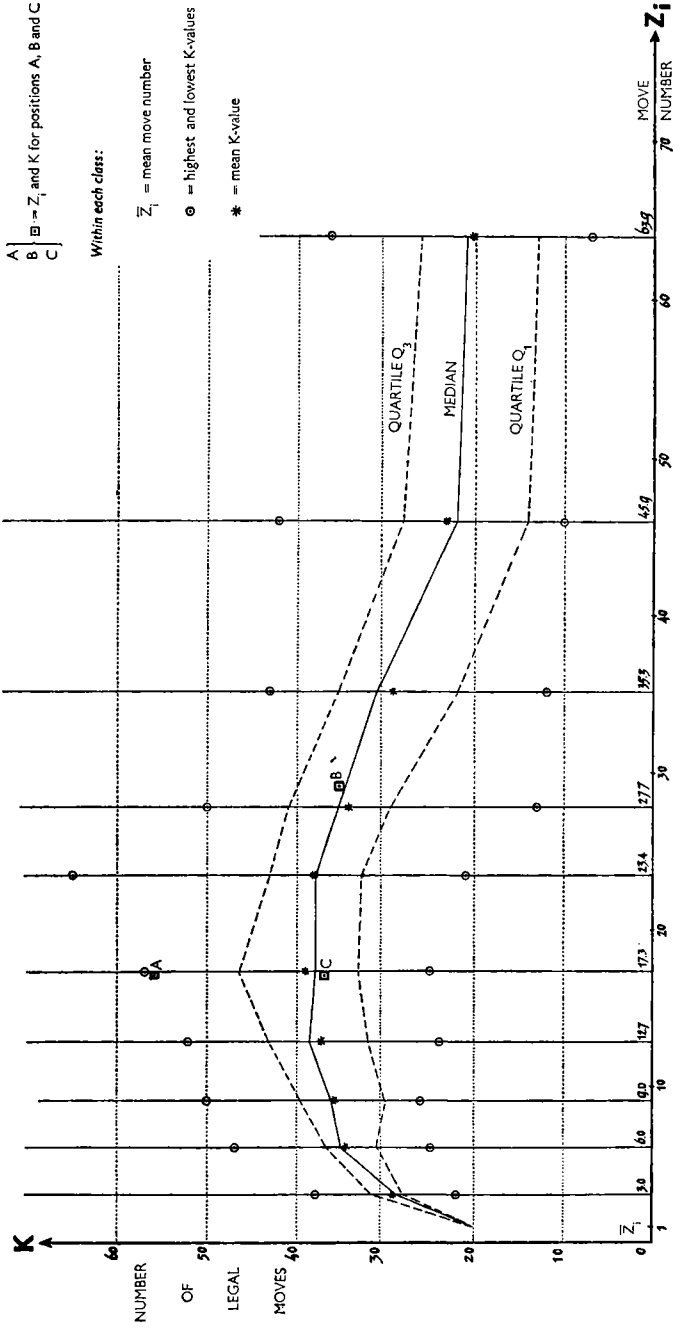 A
B } ⊡ = Zi and K for positions A, B and C
C
Within each class:
Z̅i = mean move number
⊙ = highest and lowest K-values
* = mean K-value
K
NUMBER
OF
LEGAL
MOVES
60
50
40
30
20
10
0
A
B
C
QUARTILE Q3
MEDIAN
QUARTILE Q1
Z̅i
3.0
6.0
9.0
12.7
17.3
23.4
27.7
35.5
45.9
63.9
1
10
20
30
40
50
60
70
MOVE
NUMBER
Zi